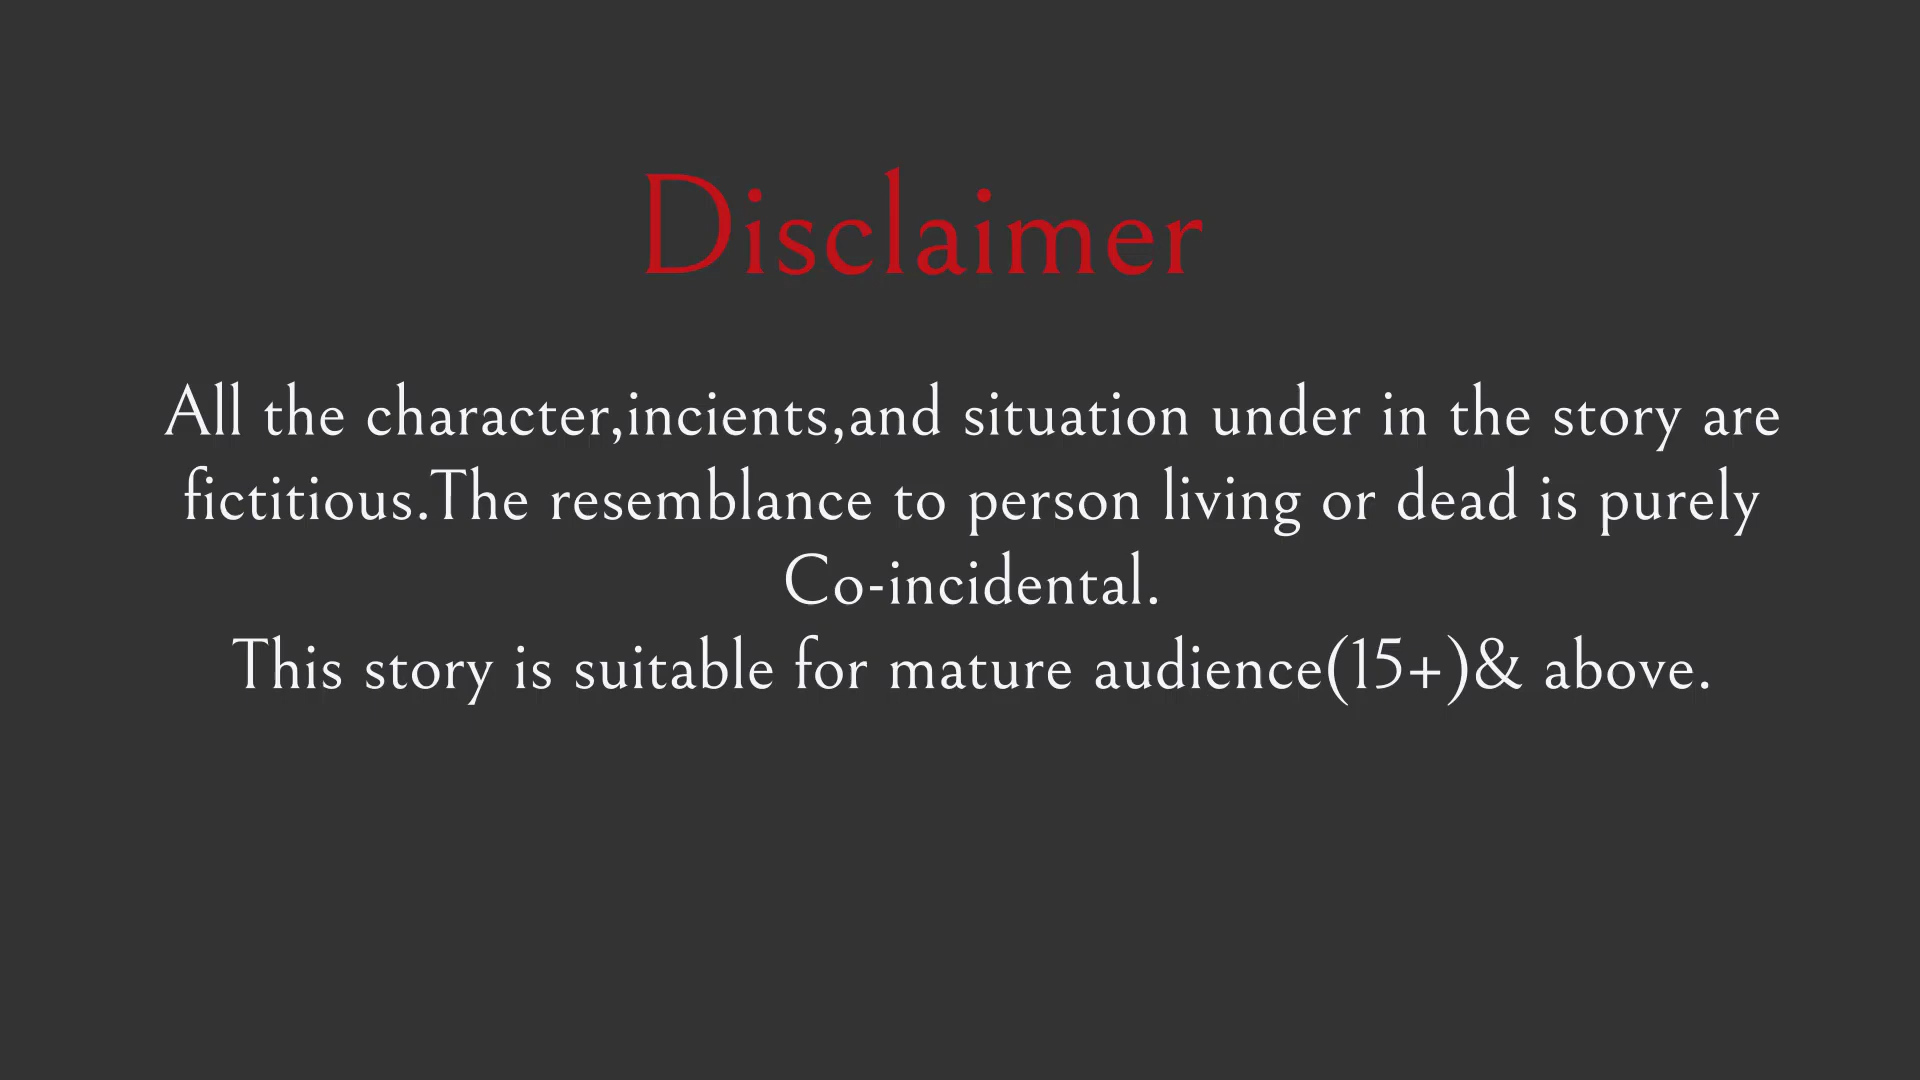 Disclaimer
All the character,incients,and situation under in the story are
fictitious.The resemblance to person living or dead is purely
Co-incidental.
This story is suitable for mature audience(15+)& above.